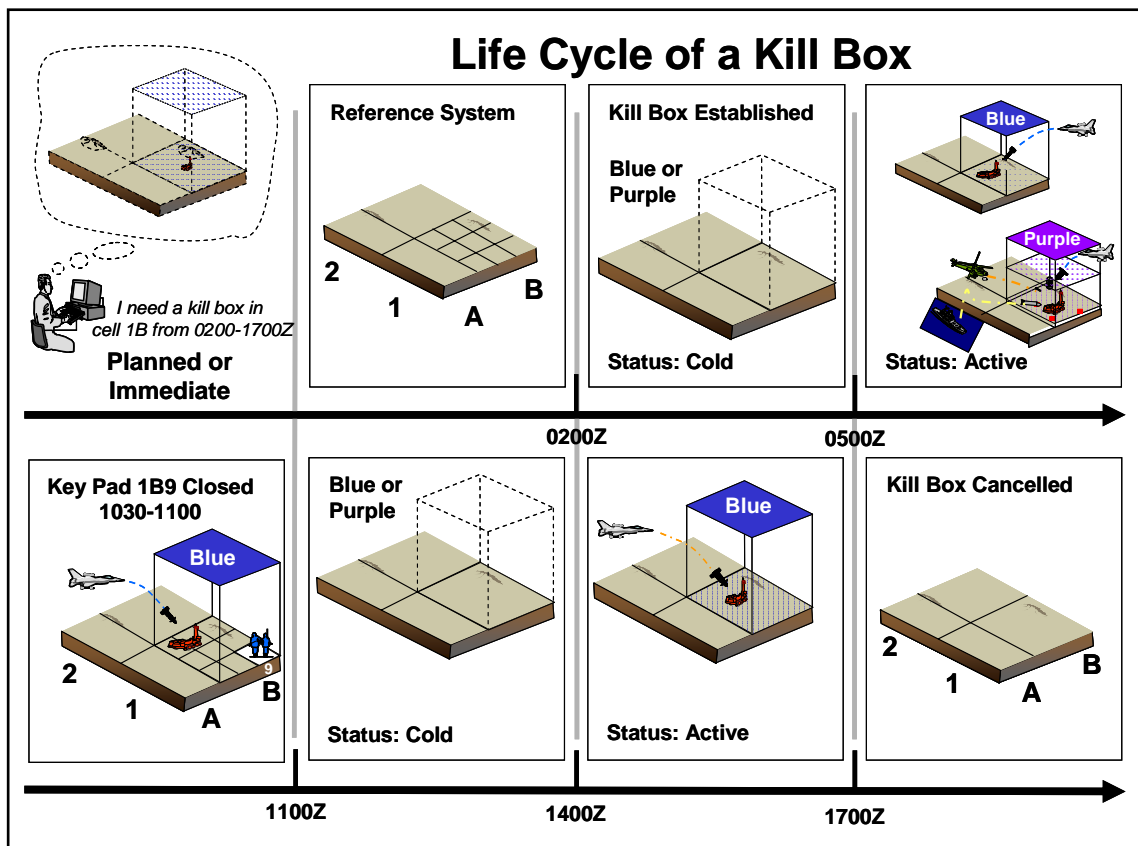 Life Cycle of a Kill Box
I need a kill box in
cell 1B from 0200-1700Z
Planned or
Immediate
Reference System
2
1
A
B
Kill Box Established
Blue or
Purple
Status: Cold
Blue
Purple
Status: Active
0200Z
0500Z
Key Pad 1B9 Closed
1030-1100
Blue
9
2
1
A
B
Blue or
Purple
Status: Cold
Blue
Status: Active
Kill Box Cancelled
2
1
A
B
1100Z
1400Z
1700Z